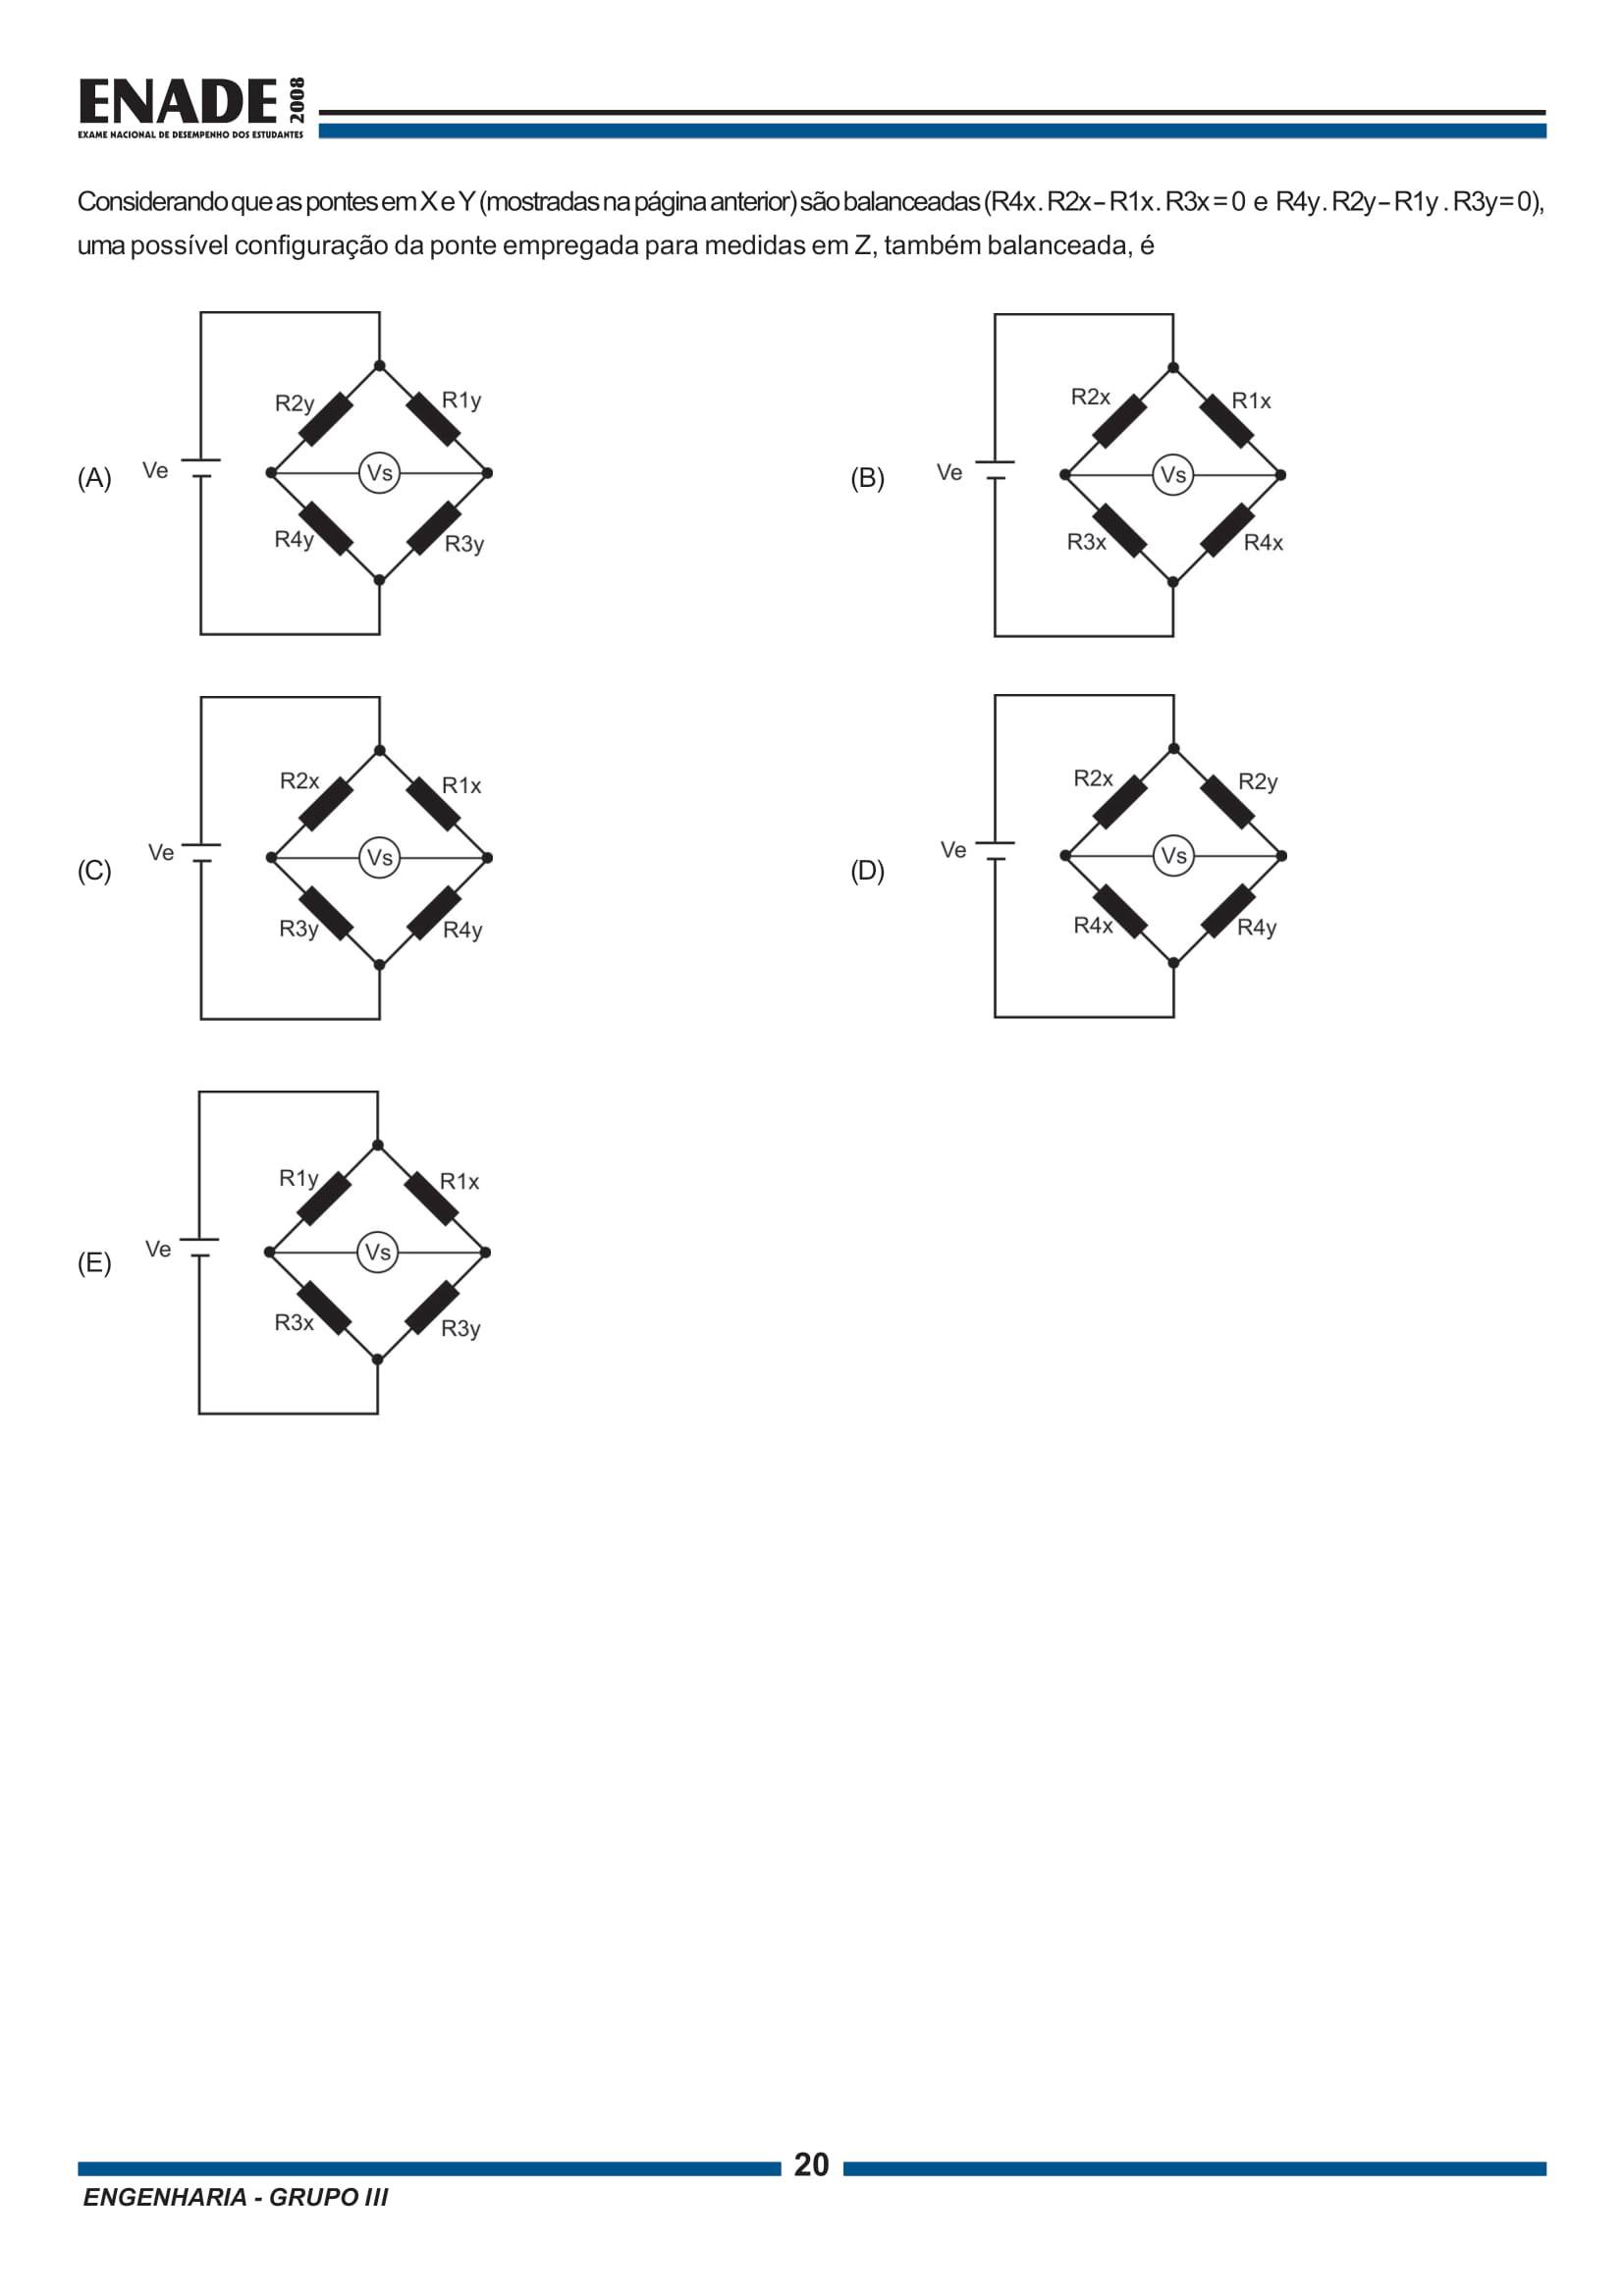 ENADE 2008
EXAME NACIONAL DE DESEMPENHO DOS ESTUDANTES
Considerando que as pontes em X e Y (mostradas na página anterior) são balanceadas (R4x . R2x – R1x . R3x = 0 e R4y . R2y – R1y . R3y = 0),
uma possível configuração da ponte empregada para medidas em Z, também balanceada, é
(A)
Ve
R2y
R1y
Vs
R4y
R3y
(B)
Ve
R2x
R1x
Vs
R3x
R4x
(C)
Ve
R2x
R1x
Vs
R3y
R4y
(D)
Ve
R2x
R2y
Vs
R4x
R4y
(E)
Ve
R1y
R1x
Vs
R3x
R3y
20
ENGENHARIA - GRUPO III